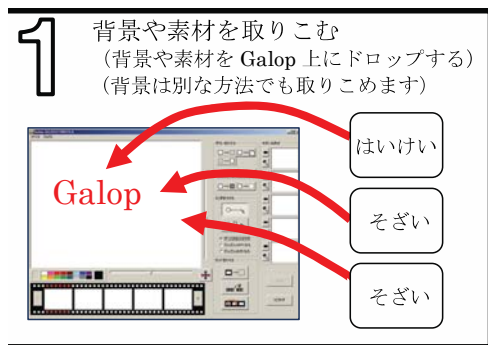 1
背景や素材を取りこむ
（背景や素材を Galop 上にドロップする）
（背景は別な方法でも取りこめます）
はいけい
Galop
そざい
そざい